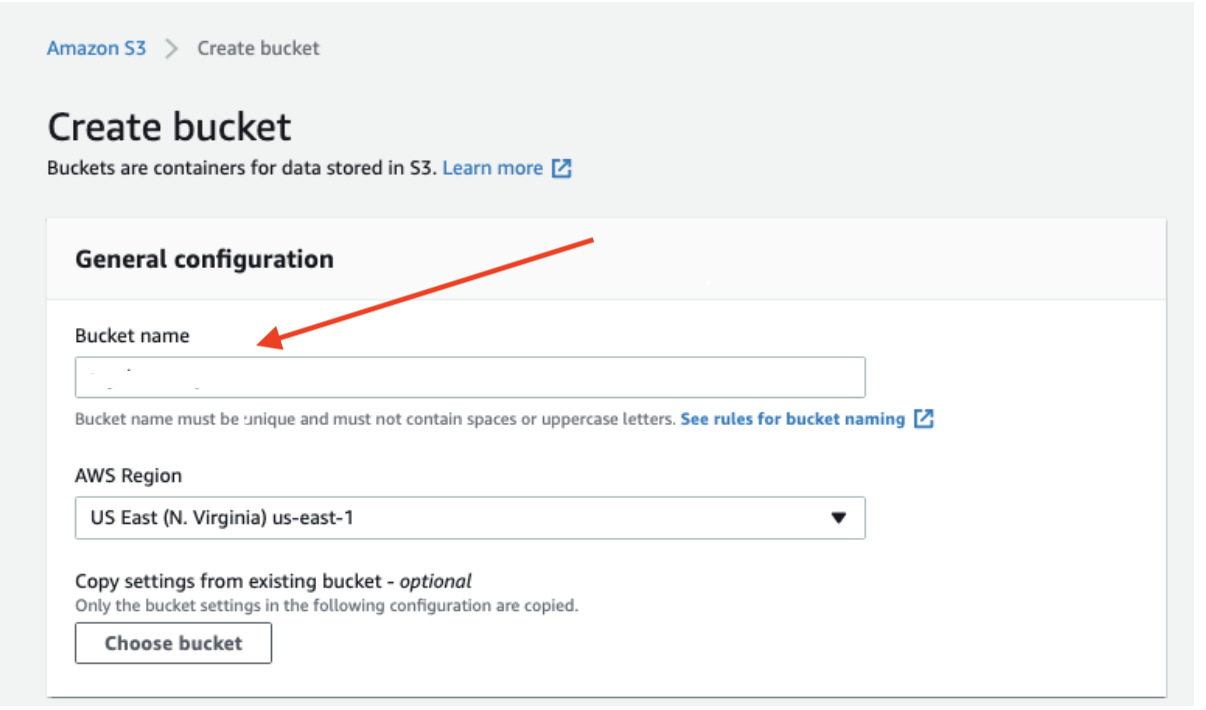 Amazon S3 > Create bucket
Create bucket
Buckets are containers for data stored in S3. Learn more
General configuration
Bucket name
Bucket name must be unique and must not contain spaces or uppercase letters. See rules for bucket naming
AWS Region
US East (N. Virginia) us-east-1
Copy settings from existing bucket - optional
Only the bucket settings in the following configuration are copied.
Choose bucket